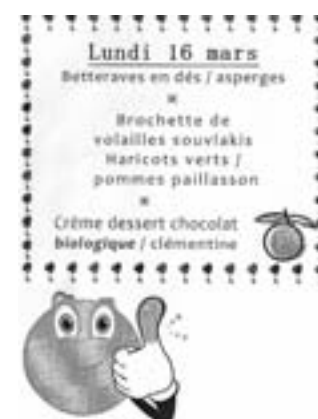 Lundi 16 mars
Betteraves en dés / asperges
Brochette de
volailles souvlakis
Haricots verts /
pommes paillasson
Crème dessert chocolat
biologique / clémentine